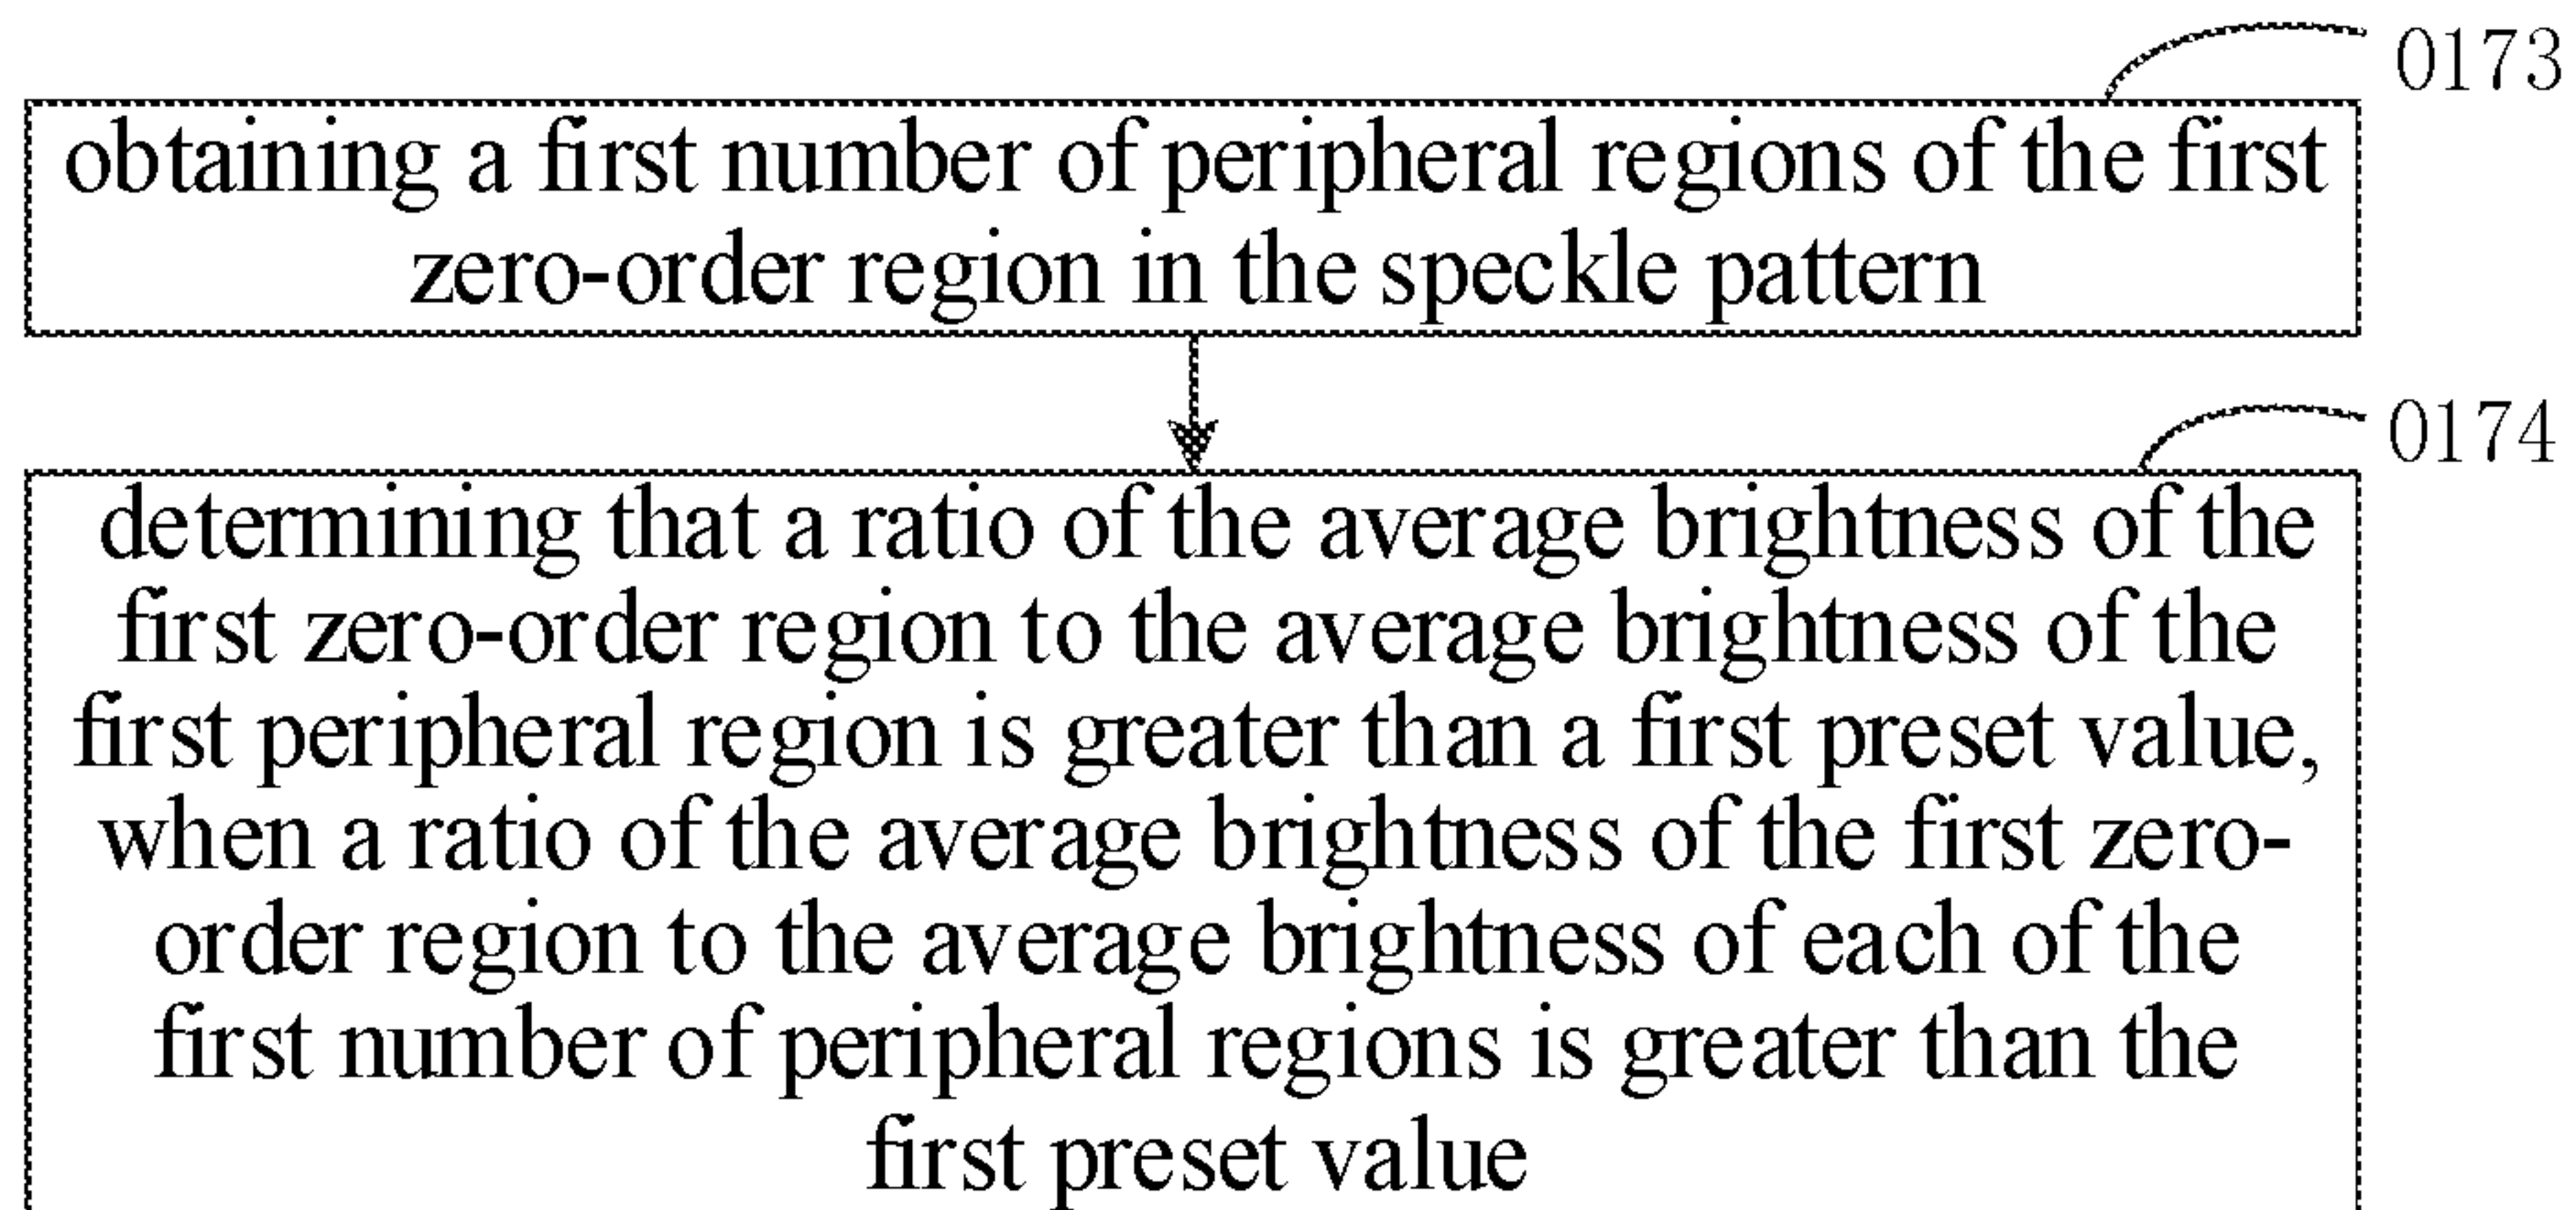 0173
obtaining a first number of peripheral regions of the first
zero-order region in the speckle pattern
0174
determining that a ratio of the average brightness of the
first zero-order region to the average brightness of the
first peripheral region is greater than a first preset value,
when a ratio of the average brightness of the first zero-
order region to the average brightness of each of the
first number of peripheral regions is greater than the
first preset value